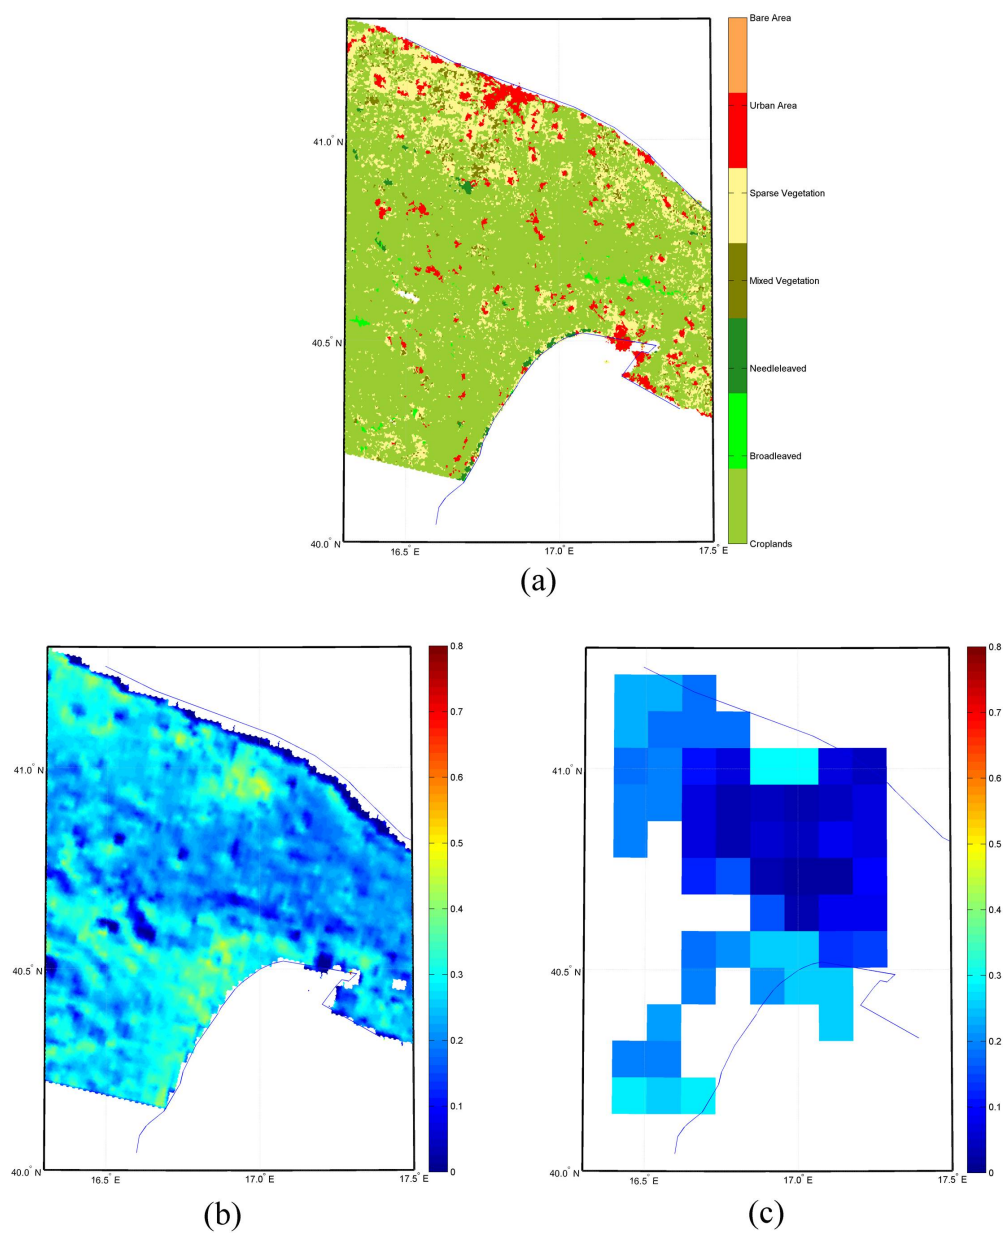 Bare Area
Urban Area
41.0° N
Sparse Vegetation
Mixed Vegetation
40.5° N
Needleleaved
Broadleaved
40.0° N
Croplands
16.5° E
17.0° E
17.5° E
(a)
0.8
0.7
41.0° N
0.6
0.5
0.4
0.3
40.5° N
0.2
0.1
40.0° N
0
16.5° E
17.0° E
17.5° E
(b)
0.8
0.7
41.0° N
0.6
0.5
0.4
0.3
40.5° N
0.2
0.1
40.0° N
0
16.5° E
17.0° E
17.5° E
(c)